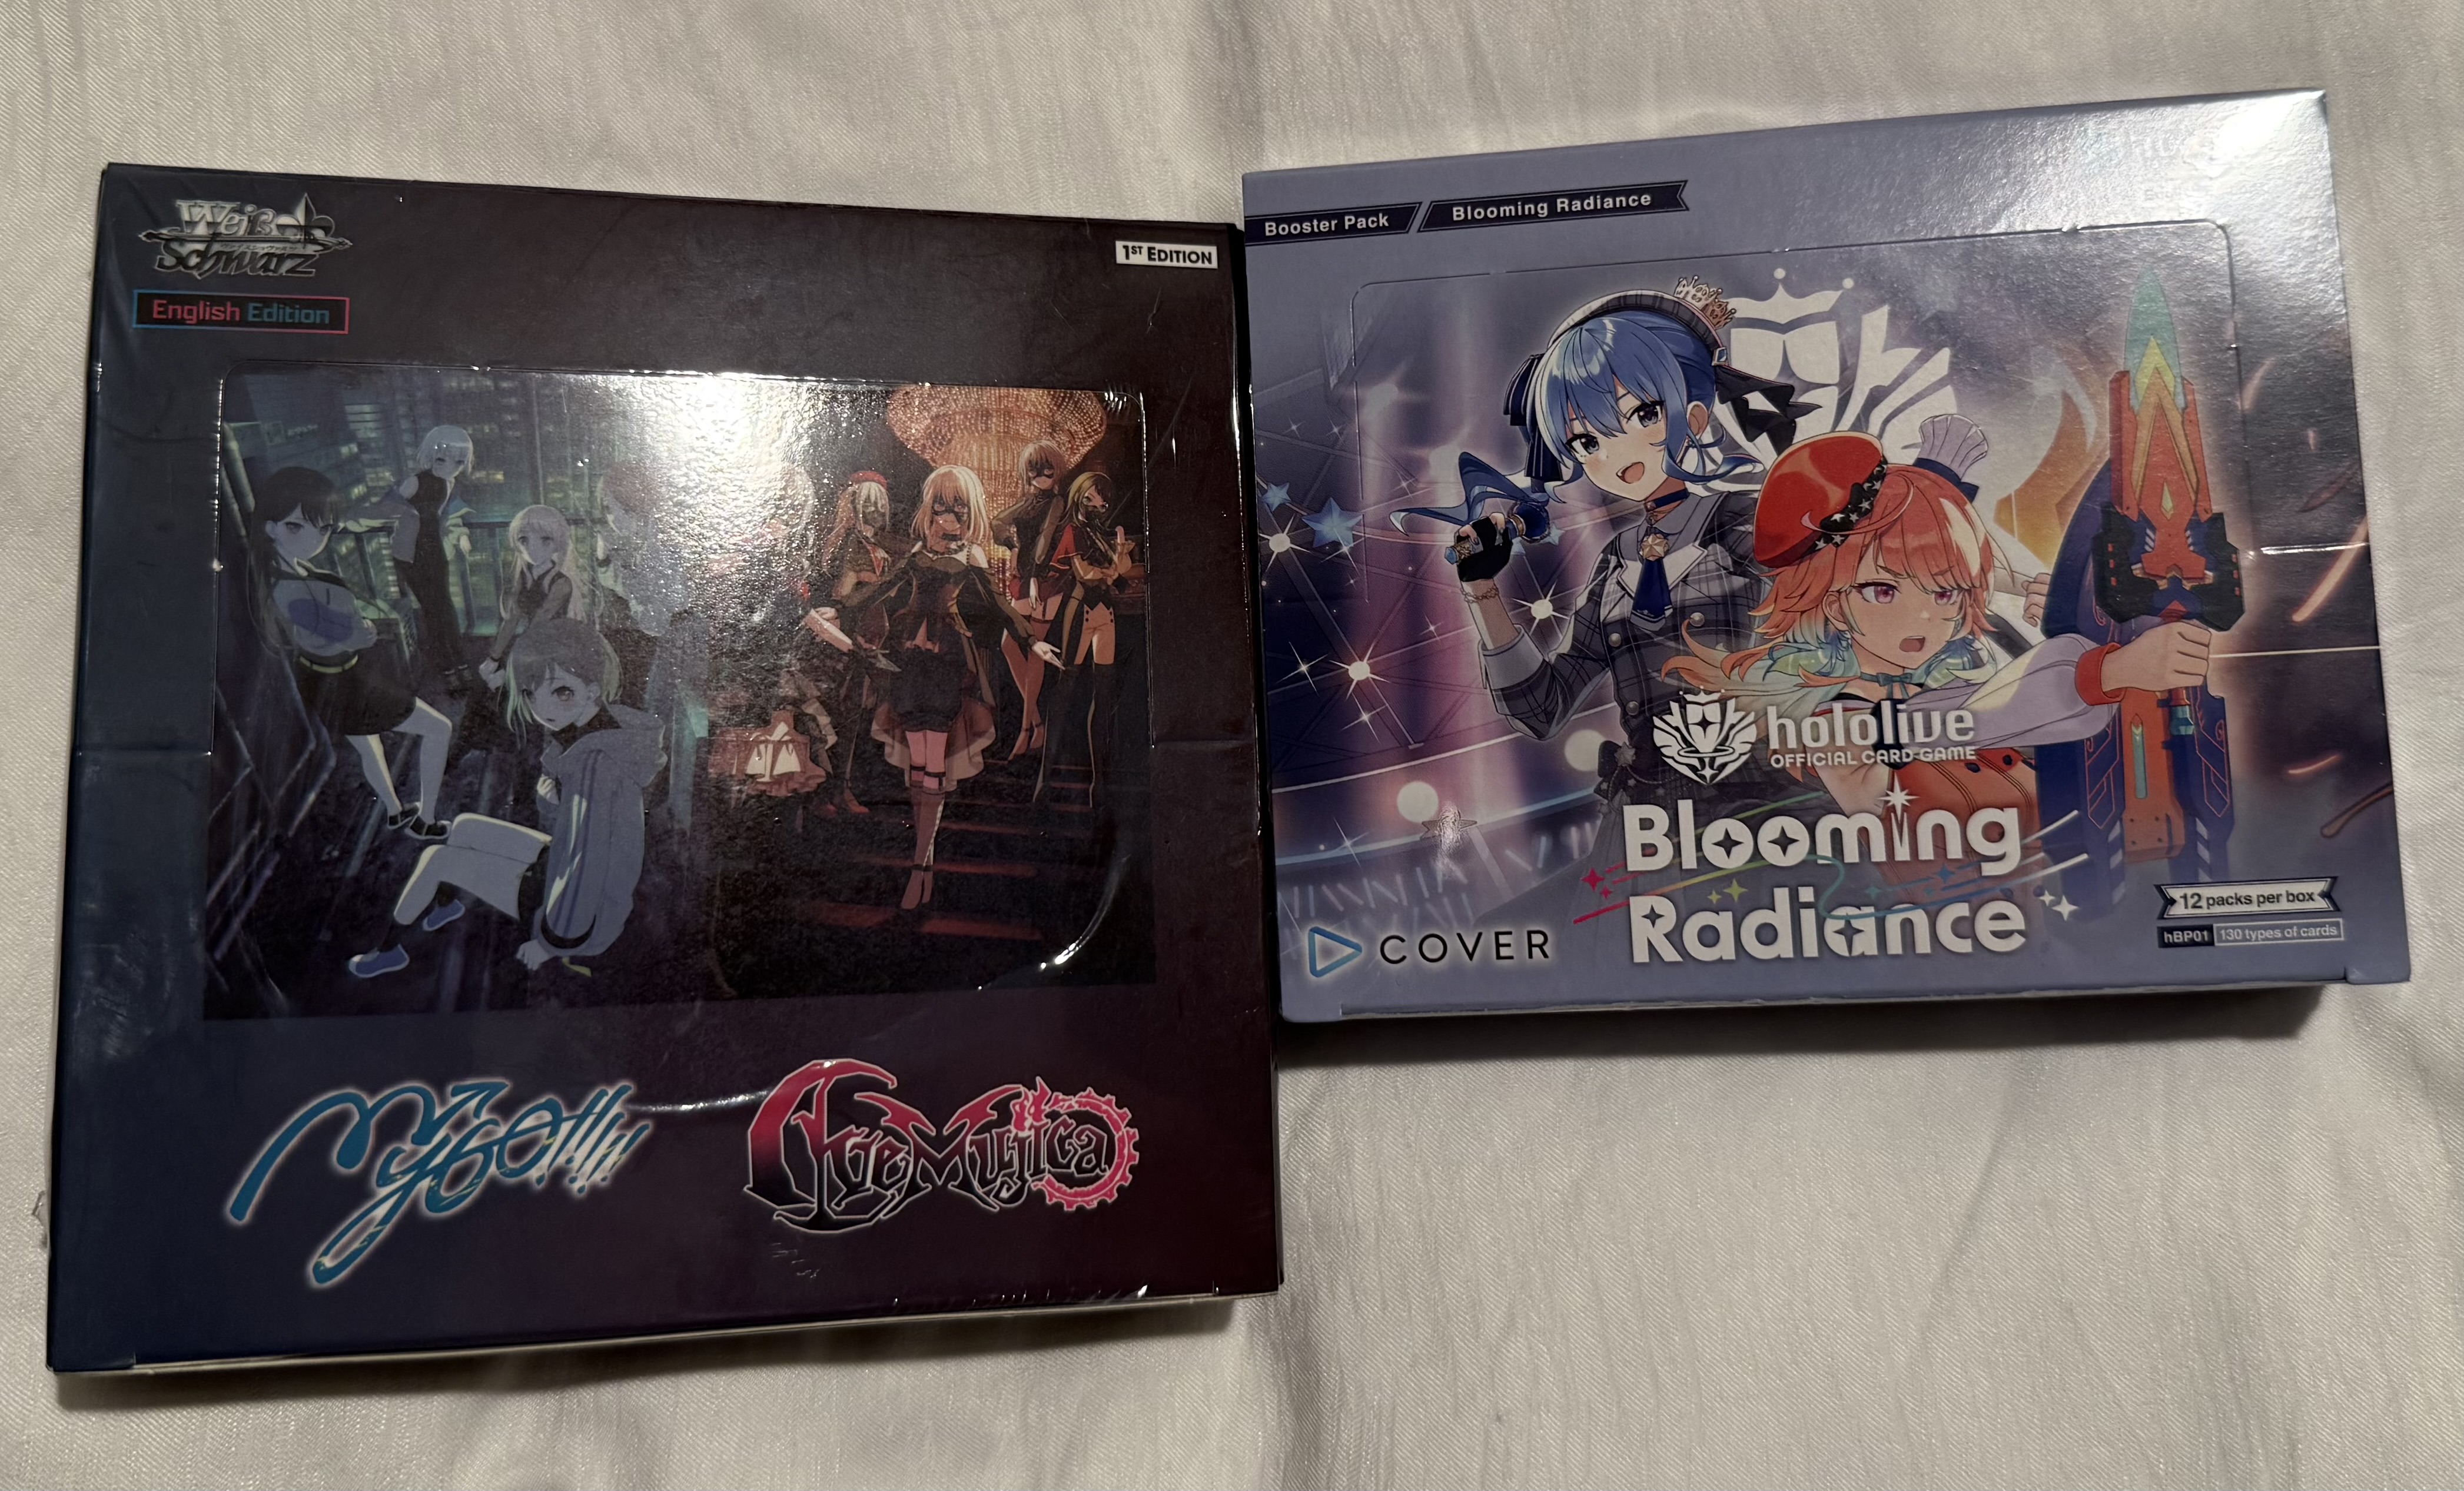 Weiß
Schwarz
English Edition
1ST EDITION
MyGO!!!!!
Ave Mujica
Booster Pack
Blooming Radiance
hololive
OFFICIAL CARD GAME
Blooming
Radiance
COVER
12 packs per box
hBP01 130 types of cards